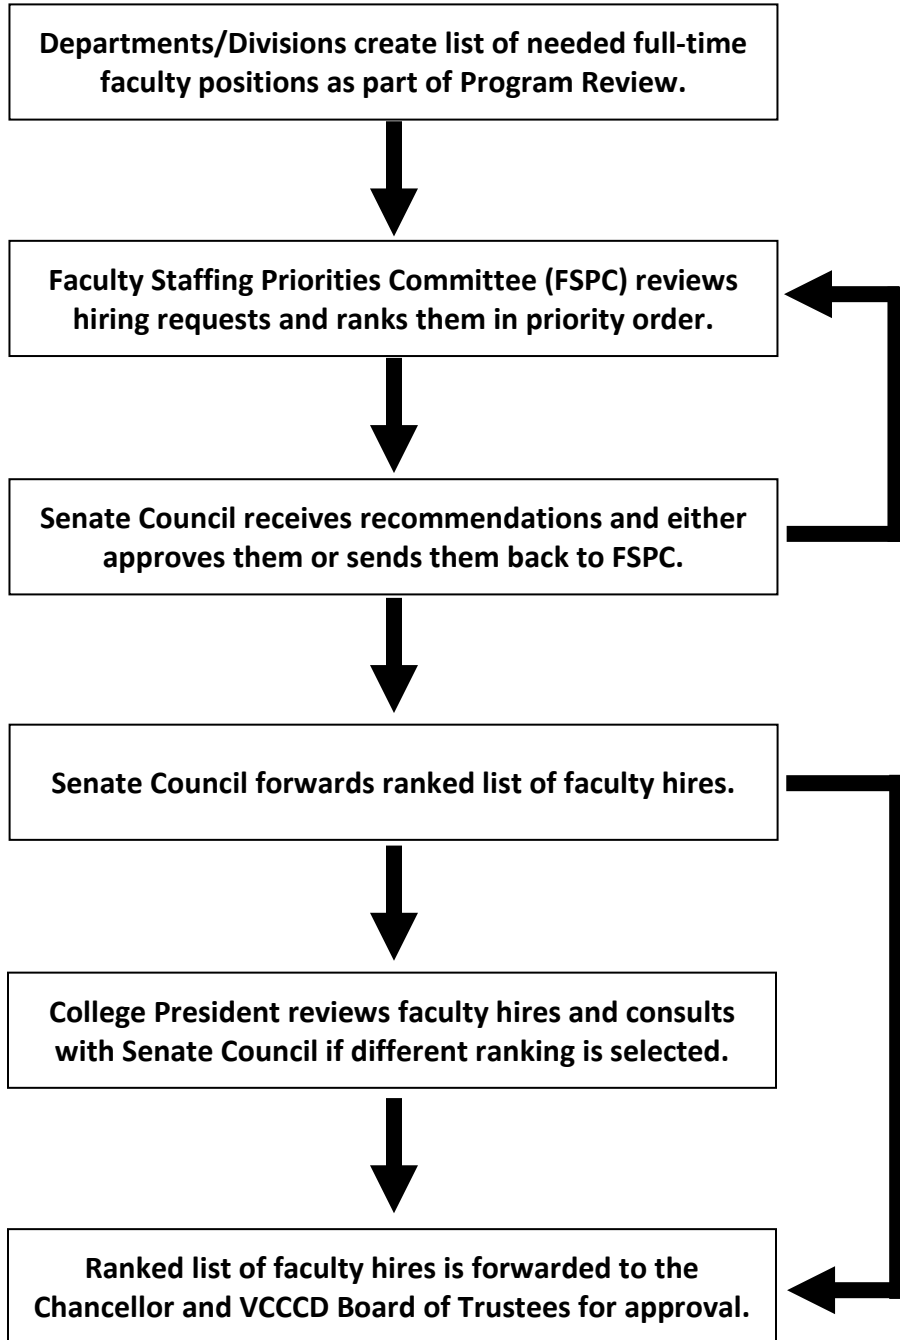 Departments/Divisions create list of needed full-time
faculty positions as part of Program Review.
Faculty Staffing Priorities Committee (FSPC) reviews
hiring requests and ranks them in priority order.
Senate Council receives recommendations and either
approves them or sends them back to FSPC.
Senate Council forwards ranked list of faculty hires.
College President reviews faculty hires and consults
with Senate Council if different ranking is selected.
Ranked list of faculty hires is forwarded to the
Chancellor and VCCCD Board of Trustees for approval.